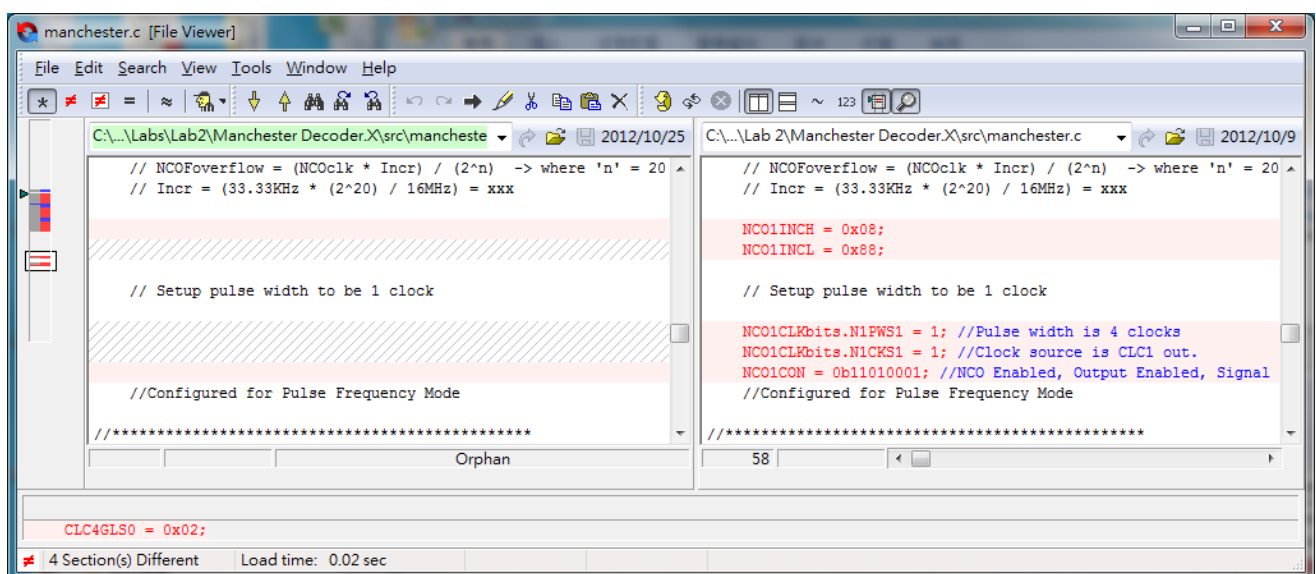 manchester.c [File Viewer]
File Edit Search View Tools Window Help
123
C:\...\Labs\Lab2\Manchester Decoder.X\src\mancheste 2012/10/25
// NCOFoverflow = (NCOclk * Incr) / (2^n) -> where 'n' = 20
// Incr = (33.33KHz * (2^20) / 16MHz) = xxx
// Setup pulse width to be 1 clock
//Configured for Pulse Frequency Mode
//***********************************************
Orphan
C:\...\Lab 2\Manchester Decoder.X\src\manchester.c 2012/10/9
// NCOFoverflow = (NCOclk * Incr) / (2^n) -> where 'n' = 20
// Incr = (33.33KHz * (2^20) / 16MHz) = xxx
NCO1INCH = 0x08;
NCO1INCL = 0x88;
// Setup pulse width to be 1 clock
NCO1CLKbits.N1PWS1 = 1; //Pulse width is 4 clocks
NCO1CLKbits.N1CKS1 = 1; //Clock source is CLC1 out.
NCO1CON = 0b11010001; //NCO Enabled, Output Enabled, Signal
//Configured for Pulse Frequency Mode
//***********************************************
58
CLC4GLS0 = 0x02;
4 Section(s) Different Load time: 0.02 sec